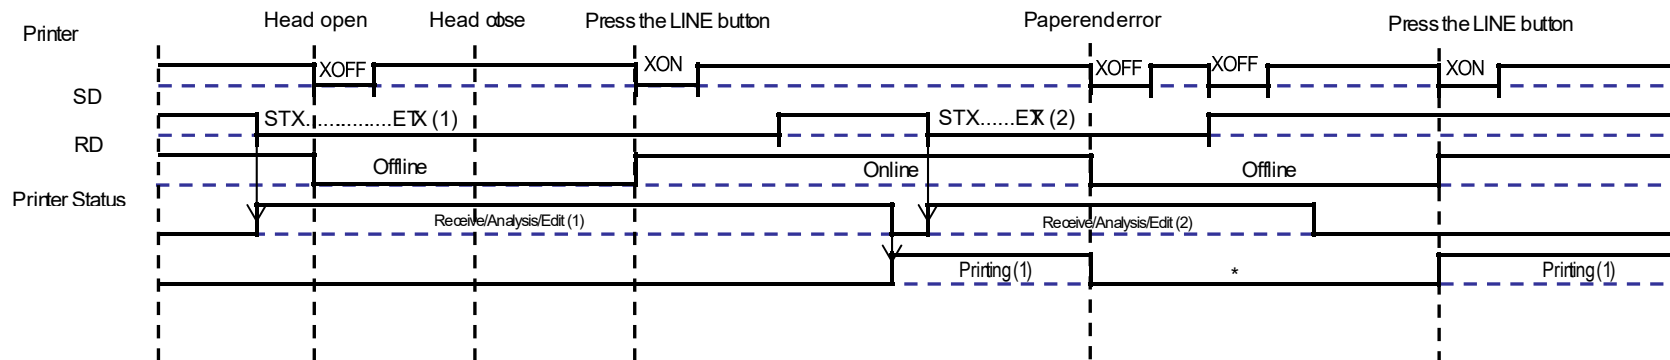 Head open Head close Press the LINE button Paperenderror Press the LINE button
Printer
XOFF XON XOFF XOFF XON
SD
STX...............ETX (1) STX......ETX (2)
RD
Offline Online Offline
Printer Status
Receive/Analysis/Edit (1) Receive/Analysis/Edit (2)
Printing (1) * Printing (1)